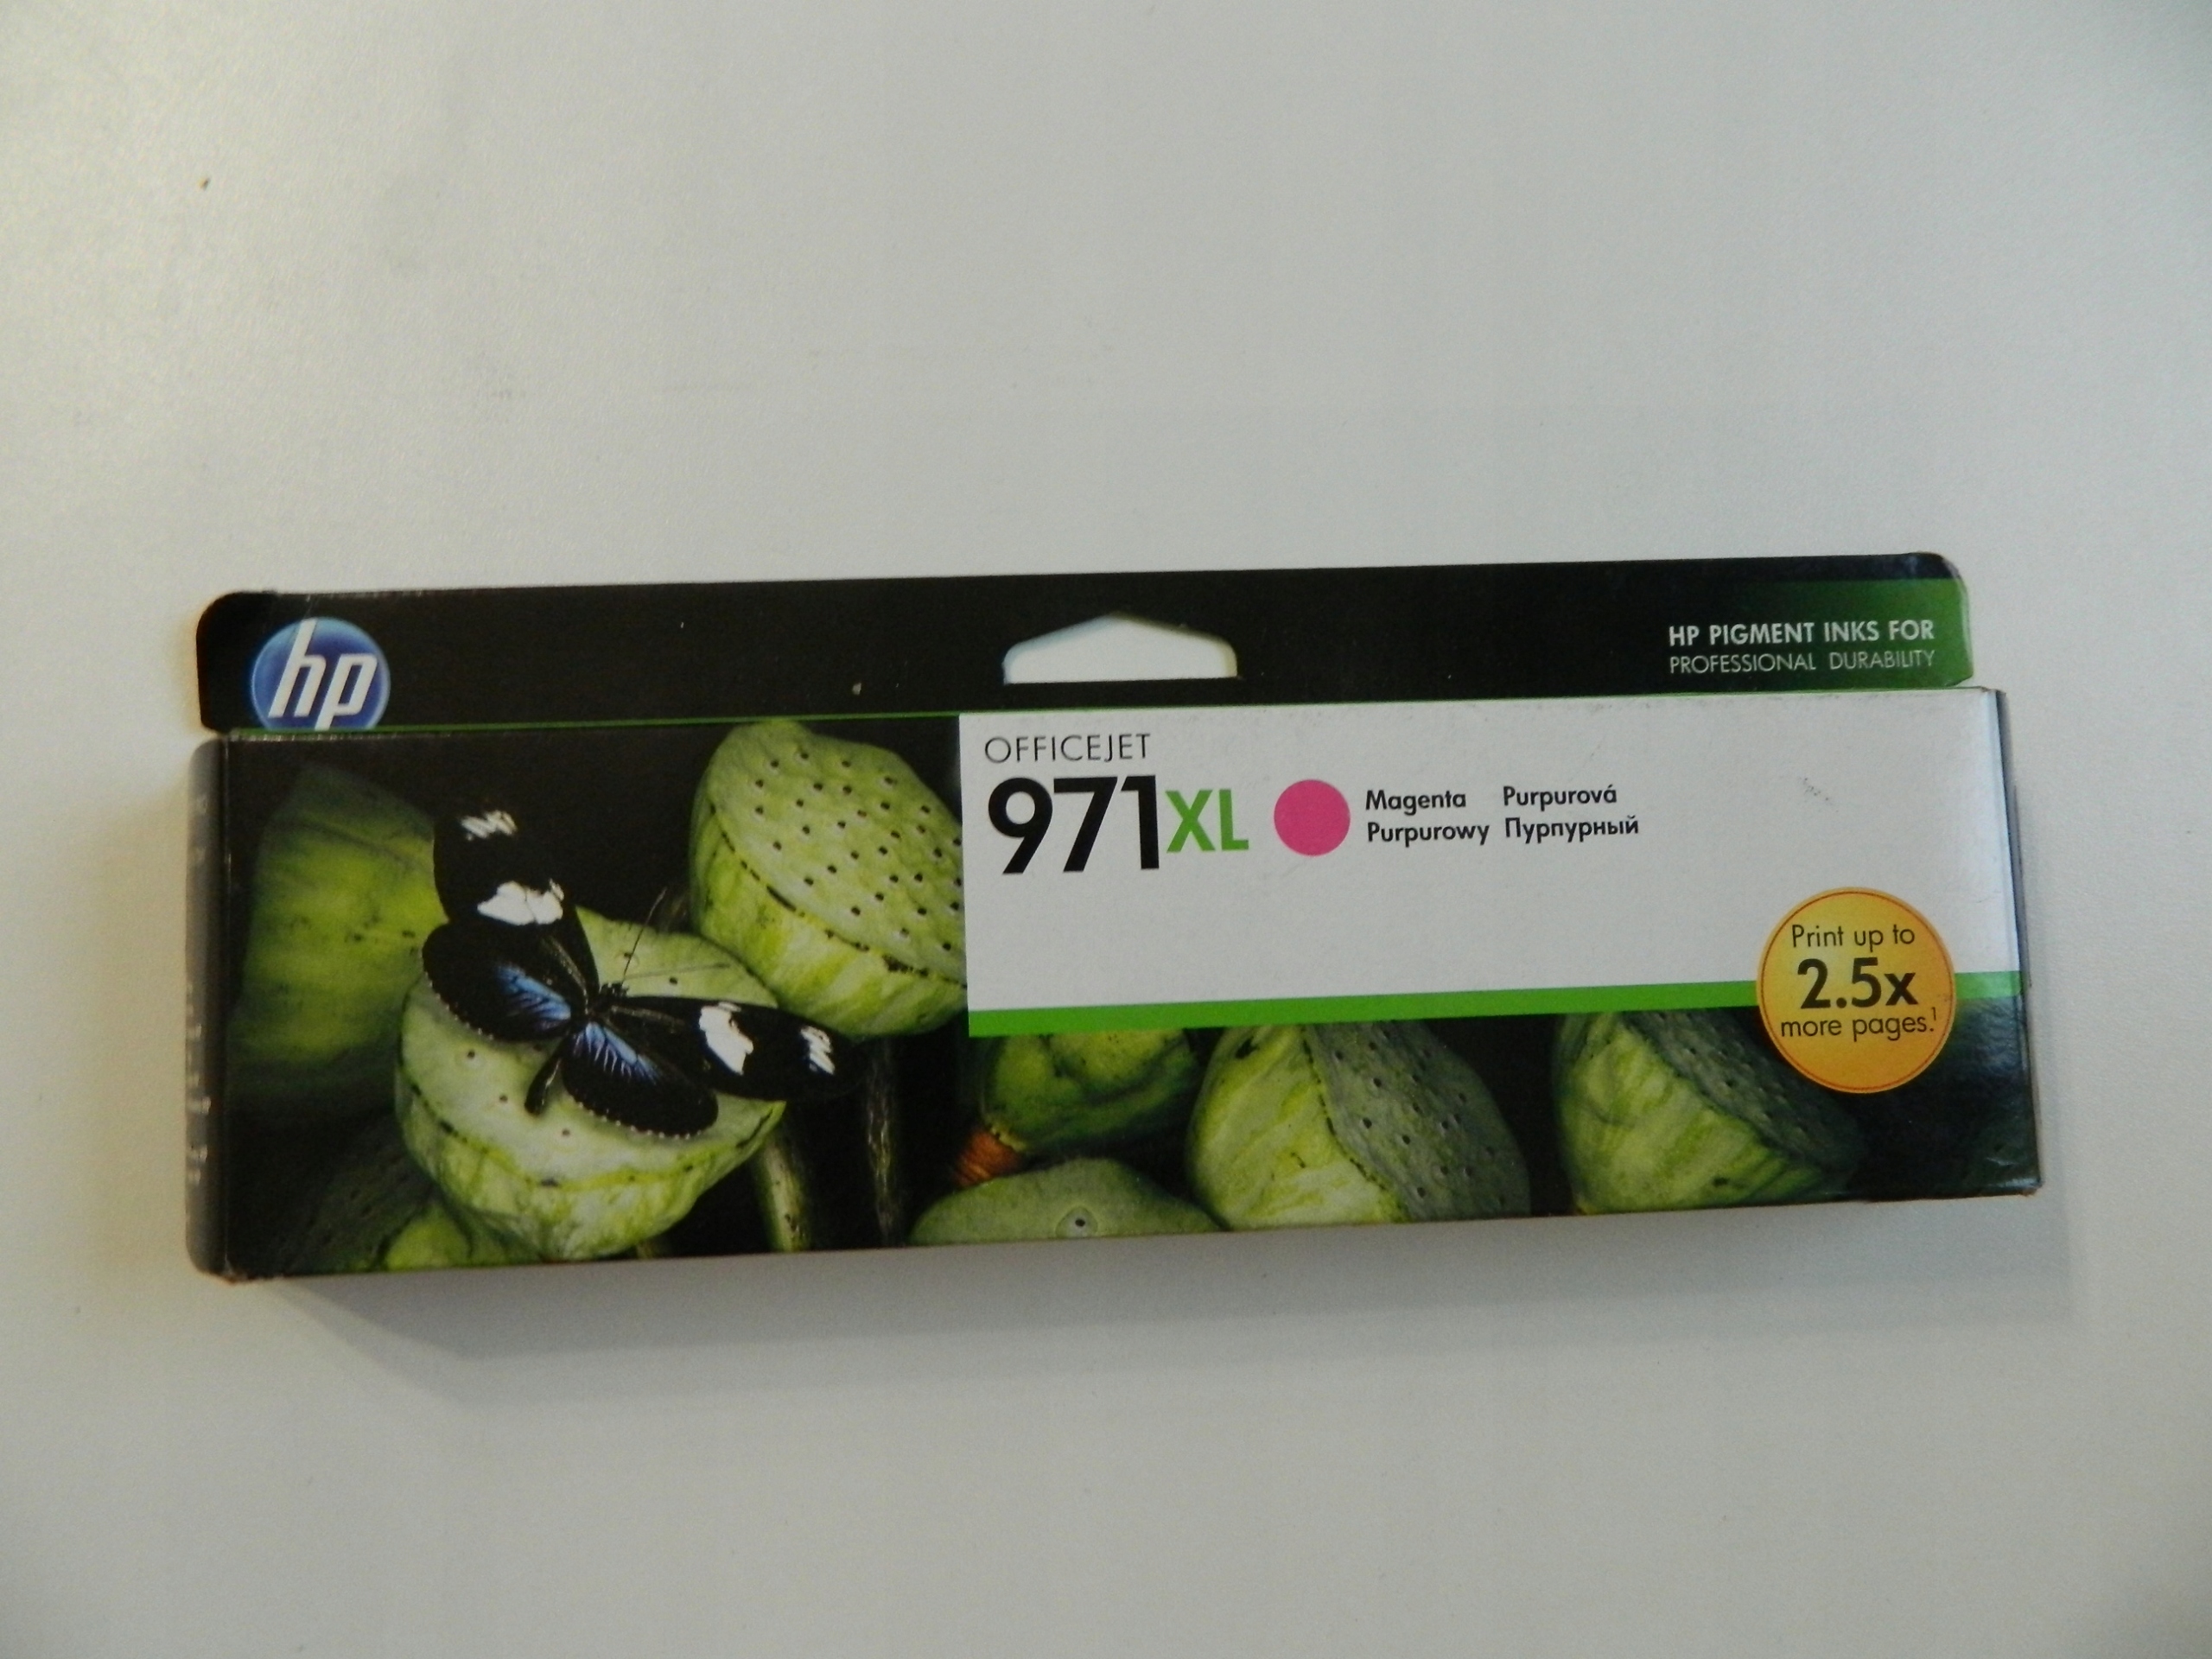 hp
HP PIGMENT INKS FOR
PROFESSIONAL DURABILITY
OFFICEJET
971XL
Magenta Purpurová
Purpurowy Пурпурный
Print up to
2.5x
more pages.¹